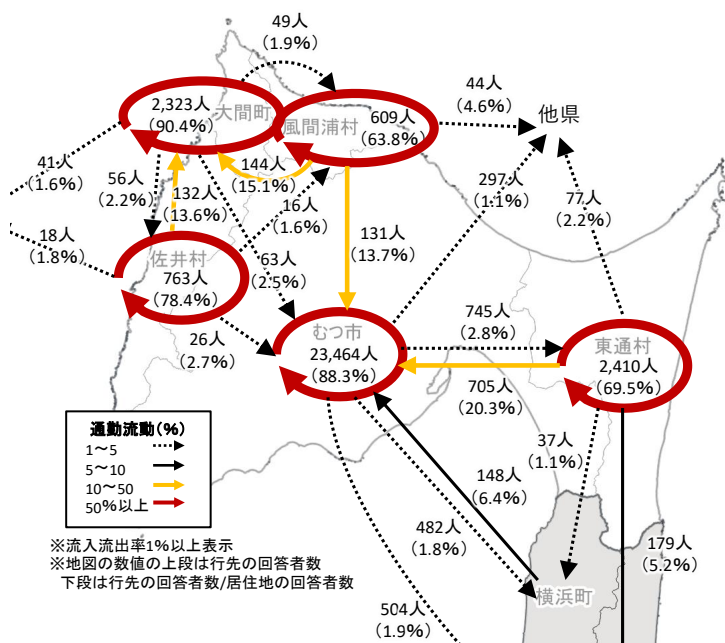 49人
(1.9%)
44人
(4.6%)
他県
2,323人
大間町
(90.4%)
風間浦村
609人
(63.8%)
41人
(1.6%)
56人
(2.2%)
132人
(13.6%)
144人
(15.1%)
16人
(1.6%)
297人
(1.1%)
77人
(2.2%)
131人
(13.7%)
18人
(1.8%)
佐井村
763人
(78.4%)
63人
(2.5%)
26人
(2.7%)
むつ市
23,464人
(88.3%)
745人
(2.8%)
東通村
2,410人
(69.5%)
705人
(20.3%)
37人
(1.1%)
148人
(6.4%)
482人
(1.8%)
179人
(5.2%)
横浜町
504人
(1.9%)
通勤流動(%)
1～5
5～10
10～50
50%以上
※流入流出率1%以上表示
※地図の数値の上段は行先の回答者数
下段は行先の回答者数/居住地の回答者数